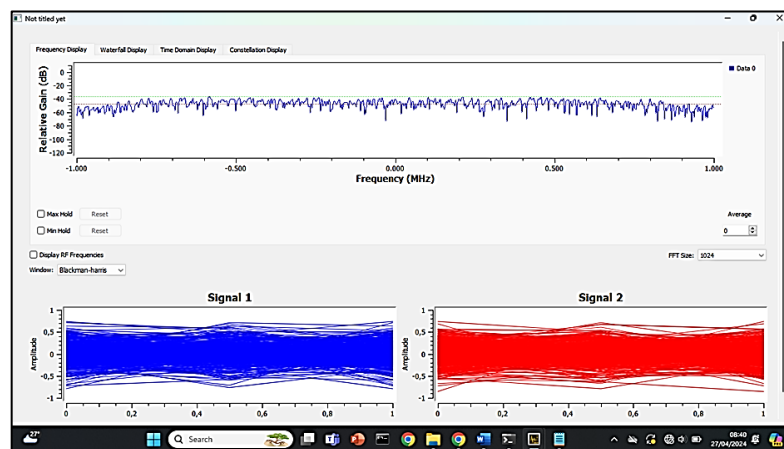 Not titled yet
Frequency Display Waterfall Display Time Domain Display Constellation Display
Relative Gain (dB)
0
-20
-40
-60
-80
-100
-120
Data 0
-1.000 -0.500 0.000 0.500 1.000
Frequency (MHz)
Max Hold Reset
Min Hold Reset
Average
0
Display RF Frequencies
FFT Size: 1024
Window: Blackman-harris
Signal 1
Amplitude
1
0,5
0
-0,5
-1
0 0,2 0,4 0,6 0,8 1
Signal 2
Amplitude
1
0,5
0
-0,5
-1
0 0,2 0,4 0,6 0,8 1
27°
Search
08:40
27/04/2024